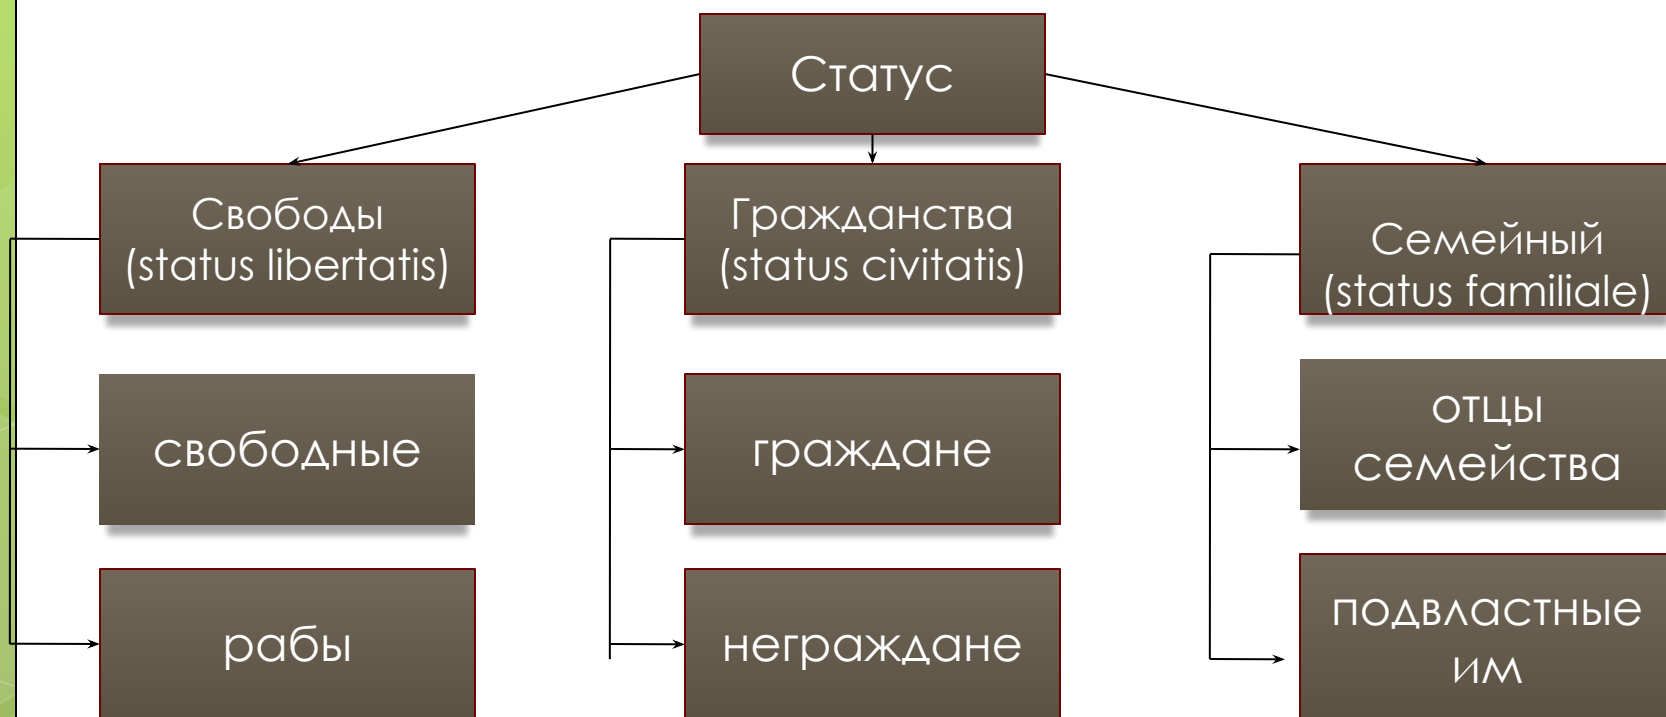 Статус
Свободы
(status libertatis)
Гражданства
(status civitatis)
Семейный
(status familiale)
свободные
граждане
отцы
семейства
рабы
неграждане
подвластные
им